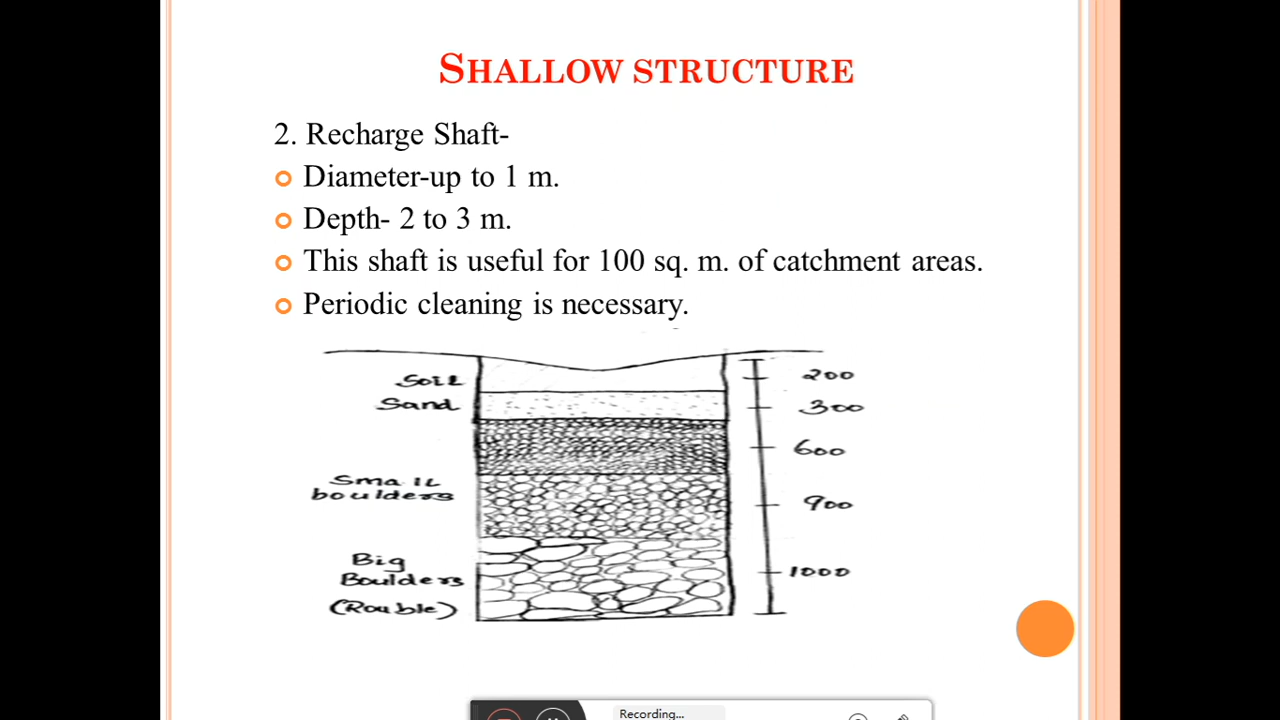 SHALLOW STRUCTURE
2. Recharge Shaft-
Diameter-up to 1 m.
Depth- 2 to 3 m.
This shaft is useful for 100 sq. m. of catchment areas.
Periodic cleaning is necessary.
Soil
200
Sand
300
600
Small
boulders
900
Big
Boulders
1000
(Rouble)
Recording...